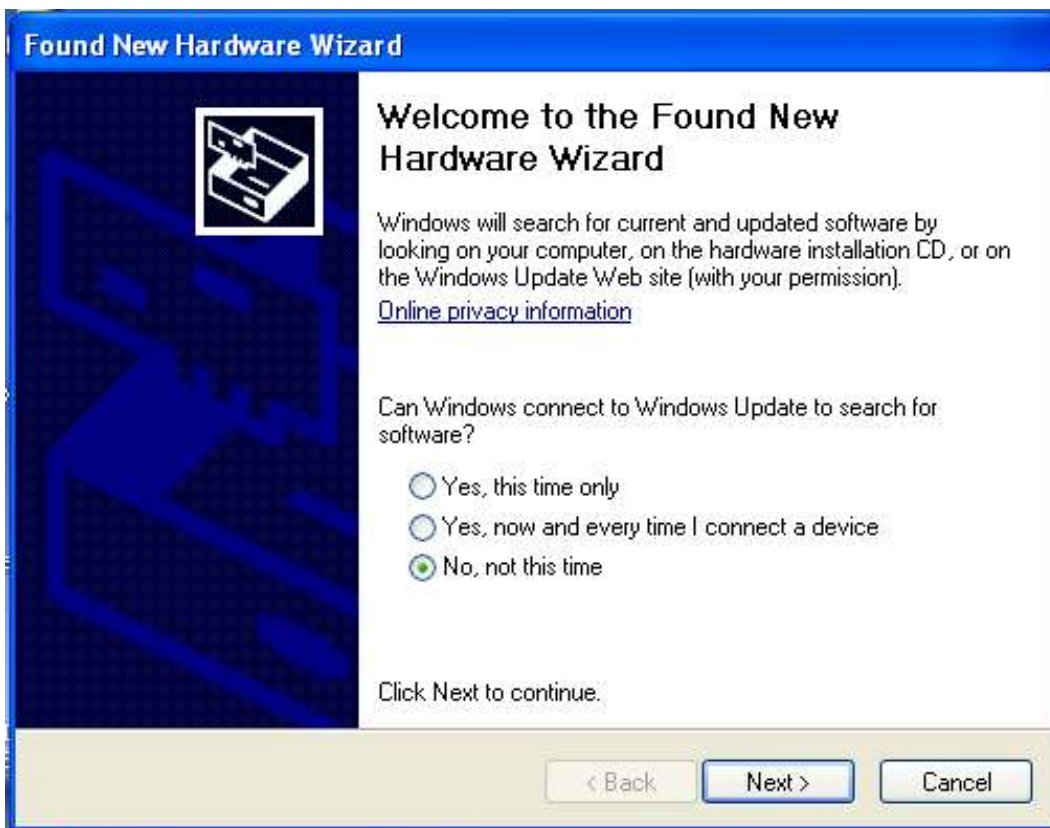 Found New Hardware Wizard
Welcome to the Found New
Hardware Wizard
Windows will search for current and updated software by
looking on your computer, on the hardware installation CD, or on
the Windows Update Web site (with your permission).
Online privacy information
Can Windows connect to Windows Update to search for
software?
Yes, this time only
Yes, now and every time I connect a device
No, not this time
Click Next to continue.
< Back
Next >
Cancel